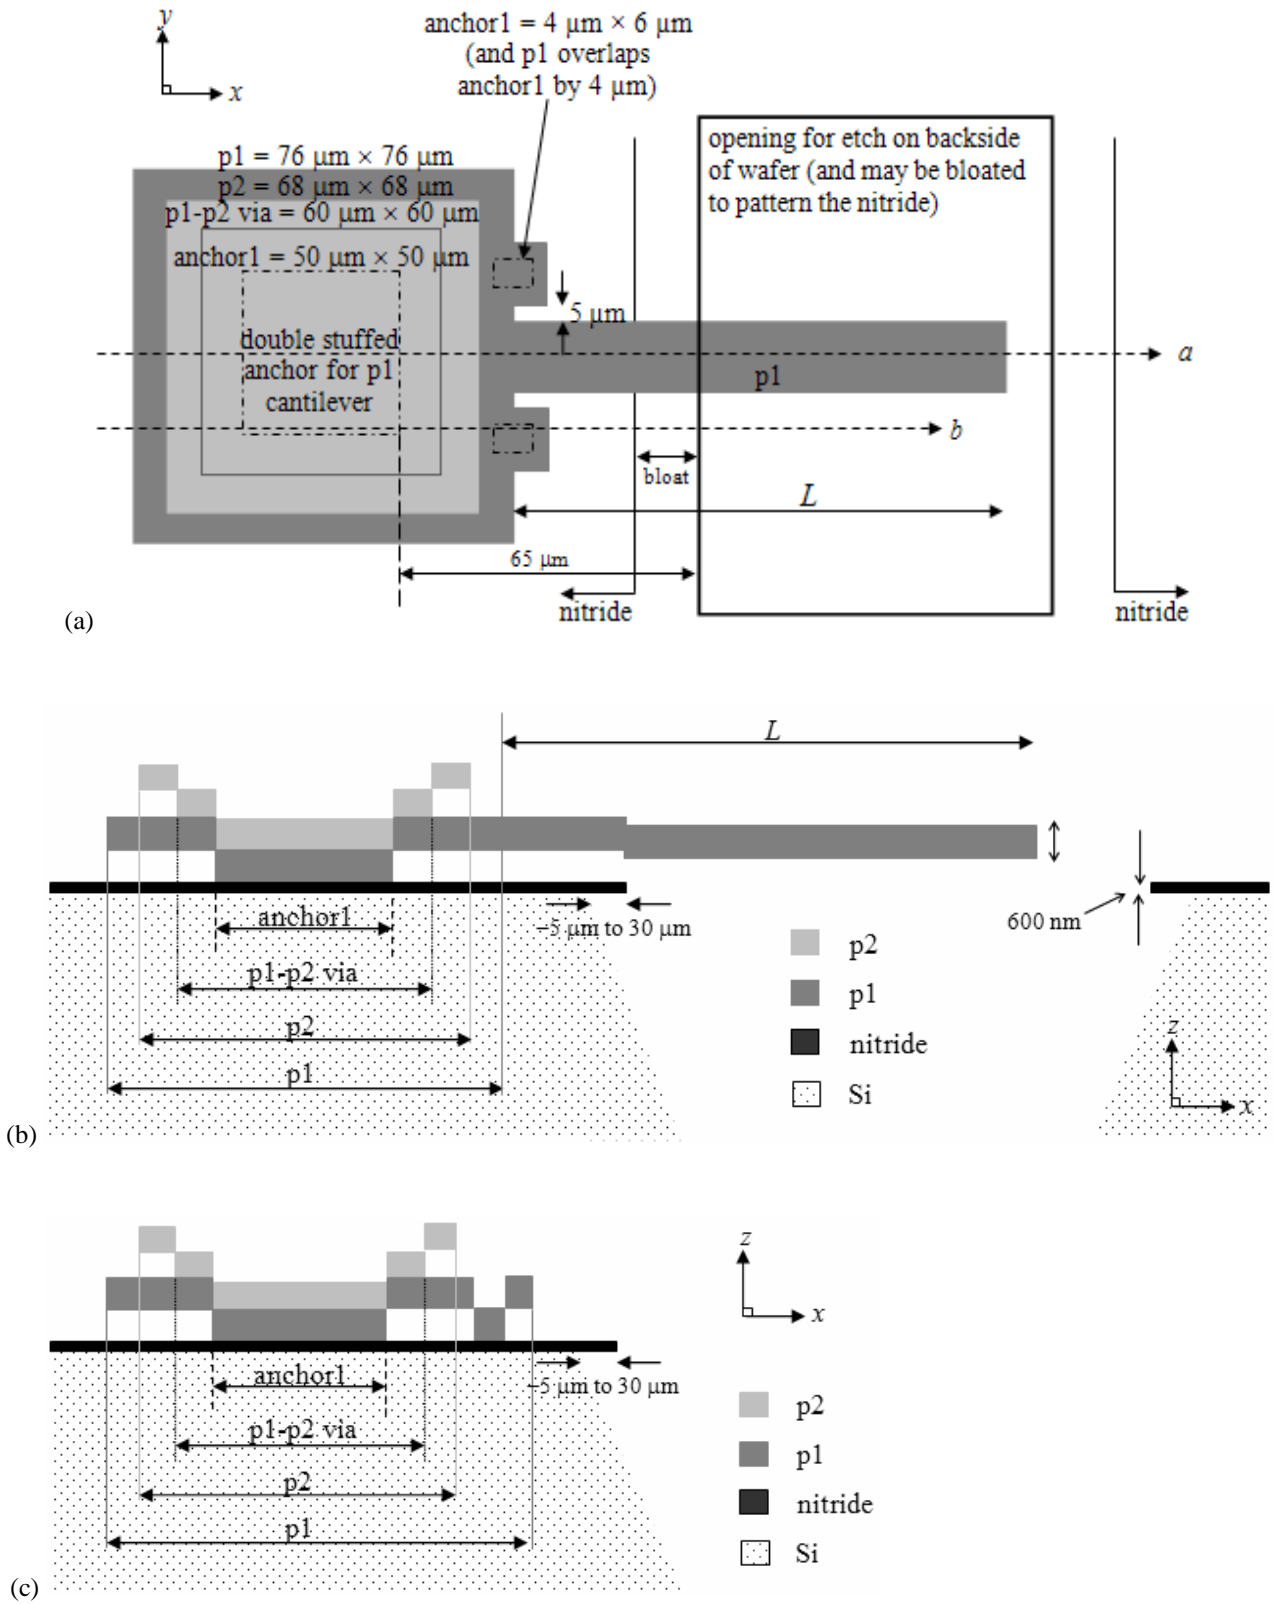 y
x
anchor1 = 4 μm × 6 μm
(and p1 overlaps
anchor1 by 4 μm)
opening for etch on backside
of wafer (and may be bloated
to pattern the nitride)
p1 = 76 μm × 76 μm
p2 = 68 μm × 68 μm
p1-p2 via = 60 μm × 60 μm
anchor1 = 50 μm × 50 μm
5 μm
double stuffed
anchor for p1
cantilever
a
p1
b
bloat
L
65 μm
nitride
nitride
(a)
L
600 nm
anchor1
–5 μm to 30 μm
p1-p2 via
p2
p1
p2
p1
nitride
Si
z
x
(b)
z
x
anchor1
–5 μm to 30 μm
p1-p2 via
p2
p1
p2
p1
nitride
Si
(c)